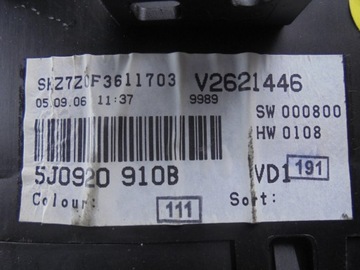 SKZ7Z0F3611703 V2621446
05.09.06 11:37 9989
SW 000800
HW 0108
5J0920 910B VD1 191
Colour: 111 Sort: